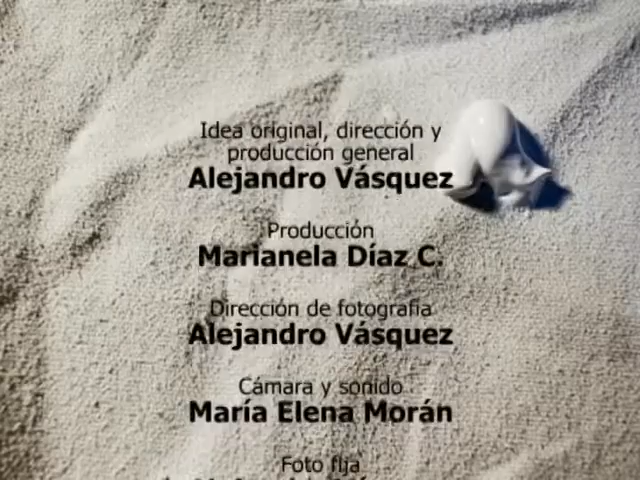 Idea original, dirección y
producción general
Alejandro Vásquez
Producción
Marianela Díaz C.
Dirección de fotografía
Alejandro Vásquez
Cámara y sonido
María Elena Morán
Foto fija